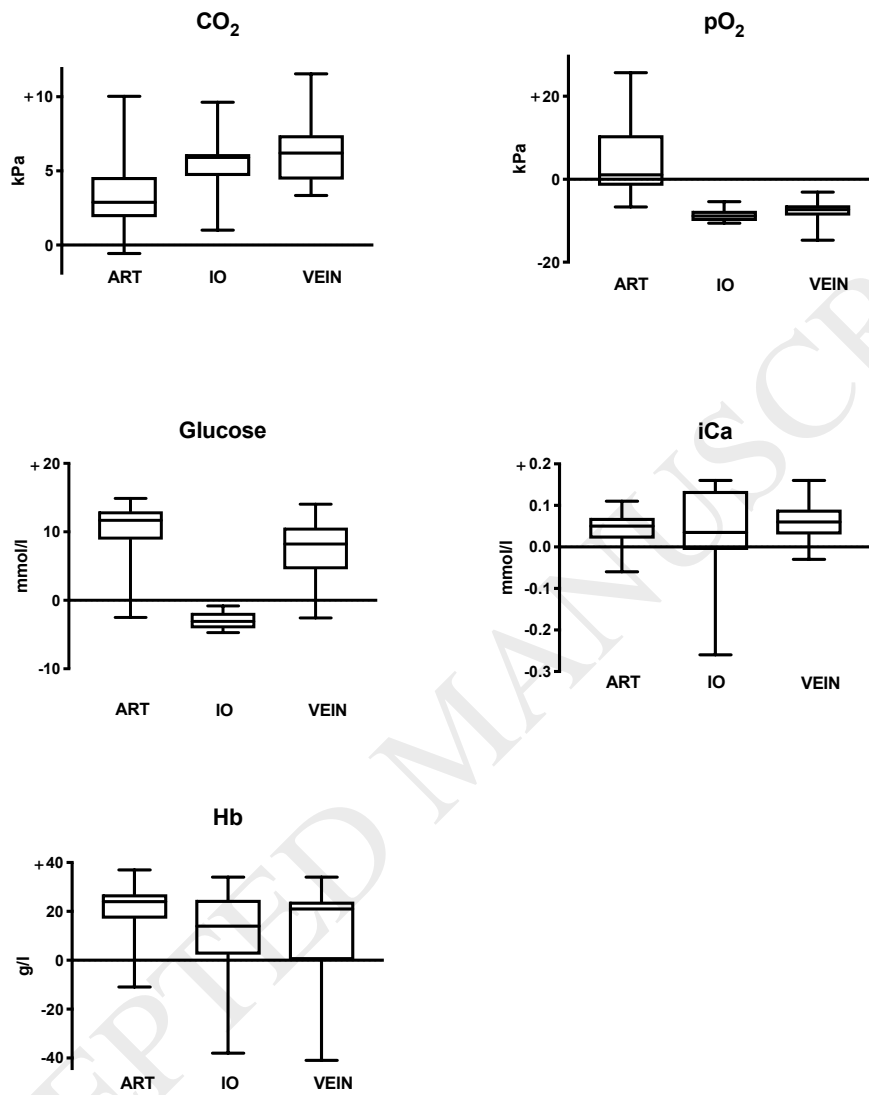 CO2
pO2
+10
5
0
kPa
ART IO VEIN
+20
0
-20
kPa
ART IO VEIN
Glucose
iCa
+20
10
0
-10
mmol/l
ART IO VEIN
+0.2
0.1
0.0
-0.1
-0.2
-0.3
mmol/l
ART IO VEIN
Hb
+40
20
0
-20
-40
g/l
ART IO VEIN
EPTED MANUSCR